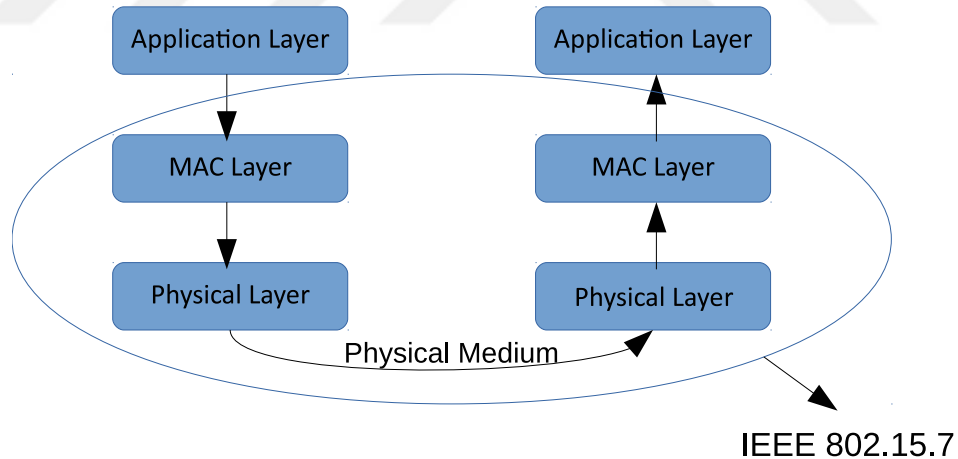 Application Layer
Application Layer
MAC Layer
MAC Layer
Physical Layer
Physical Layer
Physical Medium
IEEE 802.15.7